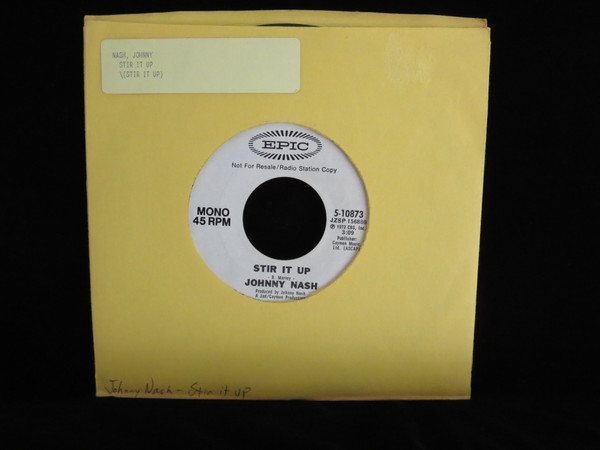 NASH, JOHNNY
STIR IT UP
\(STIR IT UP)
EPIC
Not For Resale/Radio Station Copy
MONO
45 RPM
5-10873
JZSP 156880
℗ 1972 CBS, Inc.
3:09
Publisher:
Cayman Music
Ltd. (ASCAP)
STIR IT UP
B. Marley
JOHNNY NASH
Produced by Johnny Nash
A Jad/Cayman Production
Johnny Nash - Stir it UP